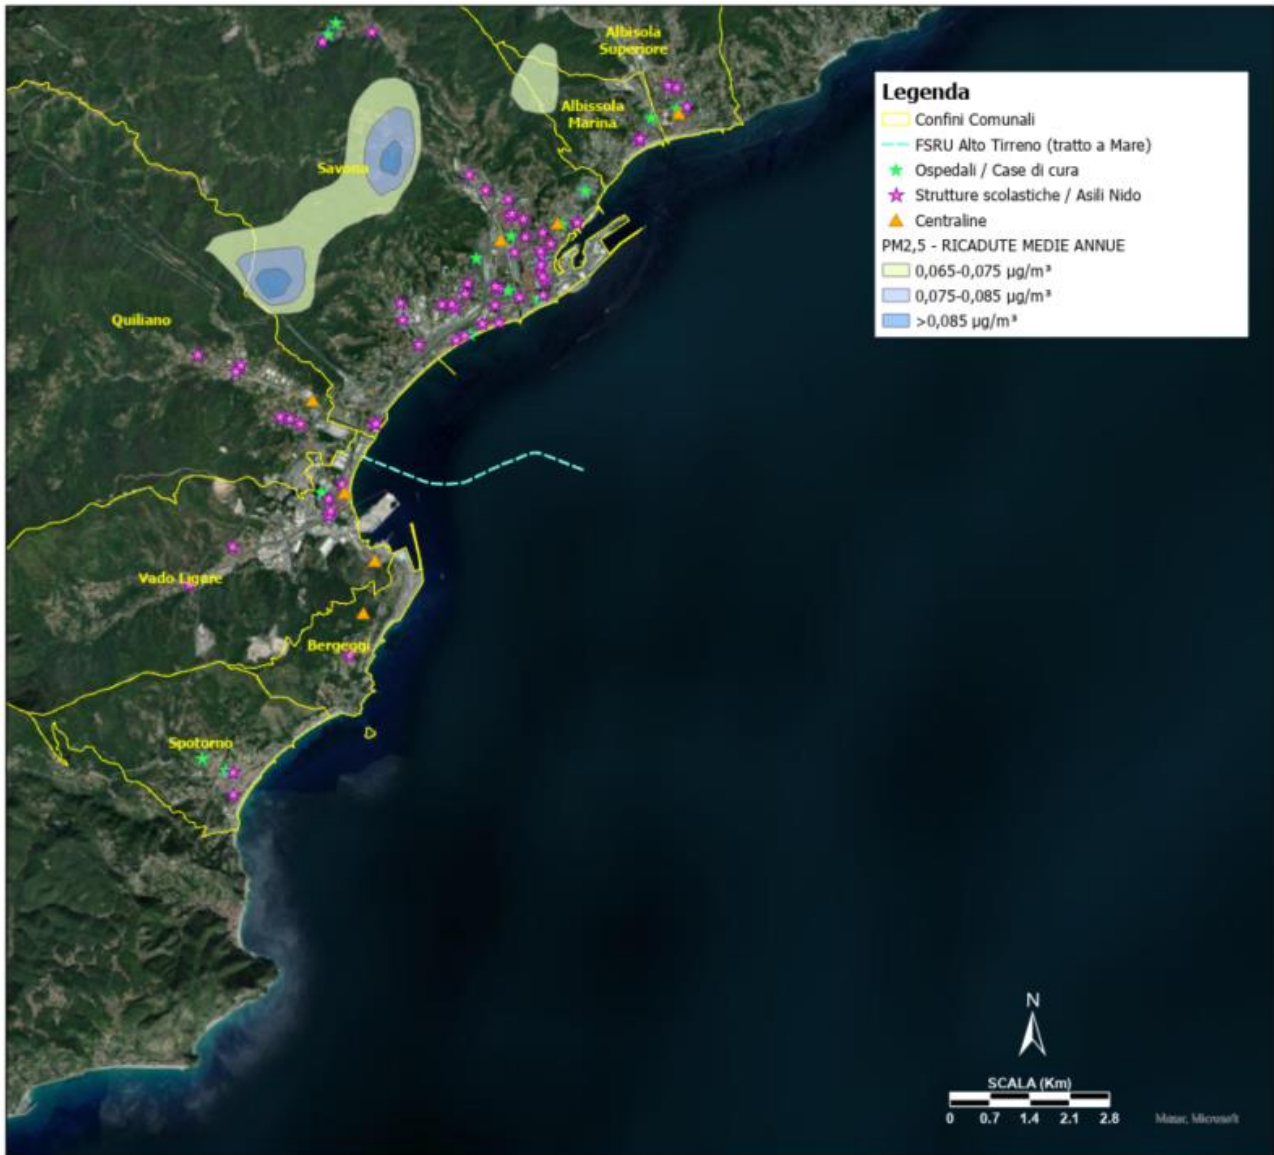 Albisola
Superiore
Albissola
Marina
Savona
Quiliano
Vado Ligure
Bergeggi
Spotorno
Legenda
Confini Comunali
FSRU Alto Tirreno (tratto a Mare)
Ospedali / Case di cura
Strutture scolastiche / Asili Nido
Centraline
PM2,5 - RICADUTE MEDIE ANNUE
0,065-0,075 µg/m³
0,075-0,085 µg/m³
>0,085 µg/m³
N
SCALA (Km)
0 0.7 1.4 2.1 2.8
Maxar, Microsoft